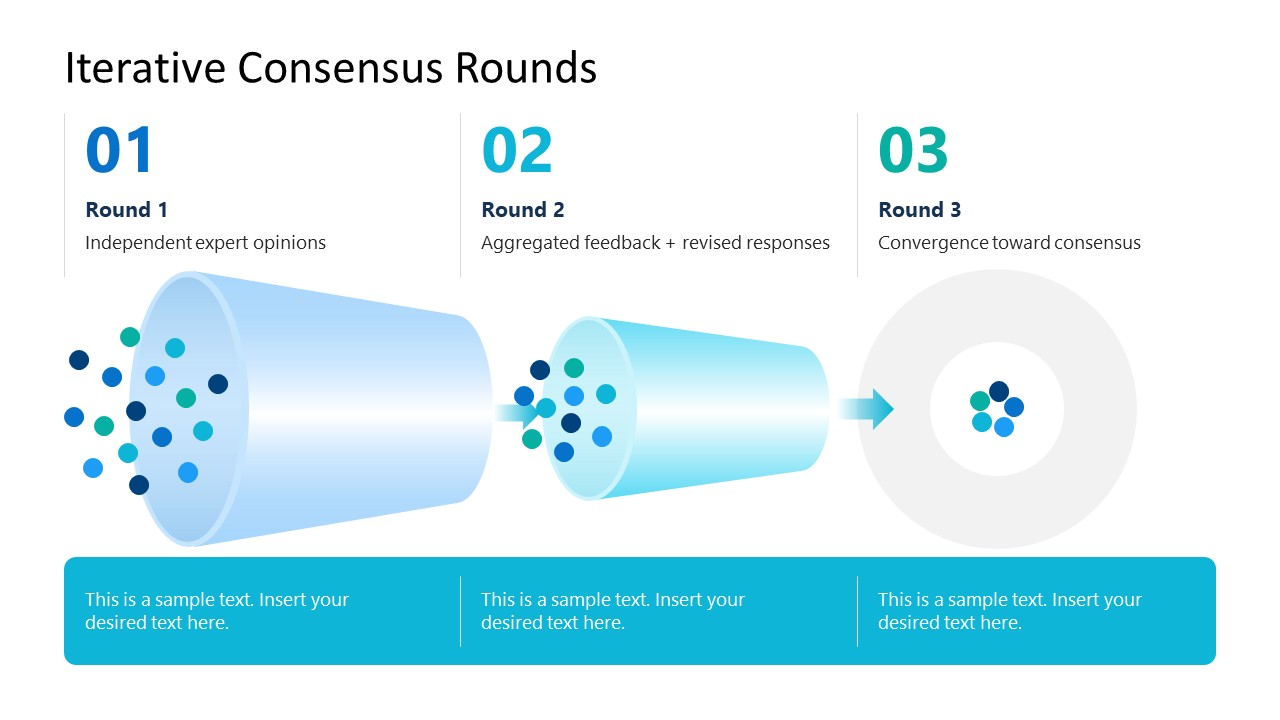 Iterative Consensus Rounds
01
Round 1
Independent expert opinions
02
Round 2
Aggregated feedback + revised responses
03
Round 3
Convergence toward consensus
This is a sample text. Insert your
desired text here.
This is a sample text. Insert your
desired text here.
This is a sample text. Insert your
desired text here.